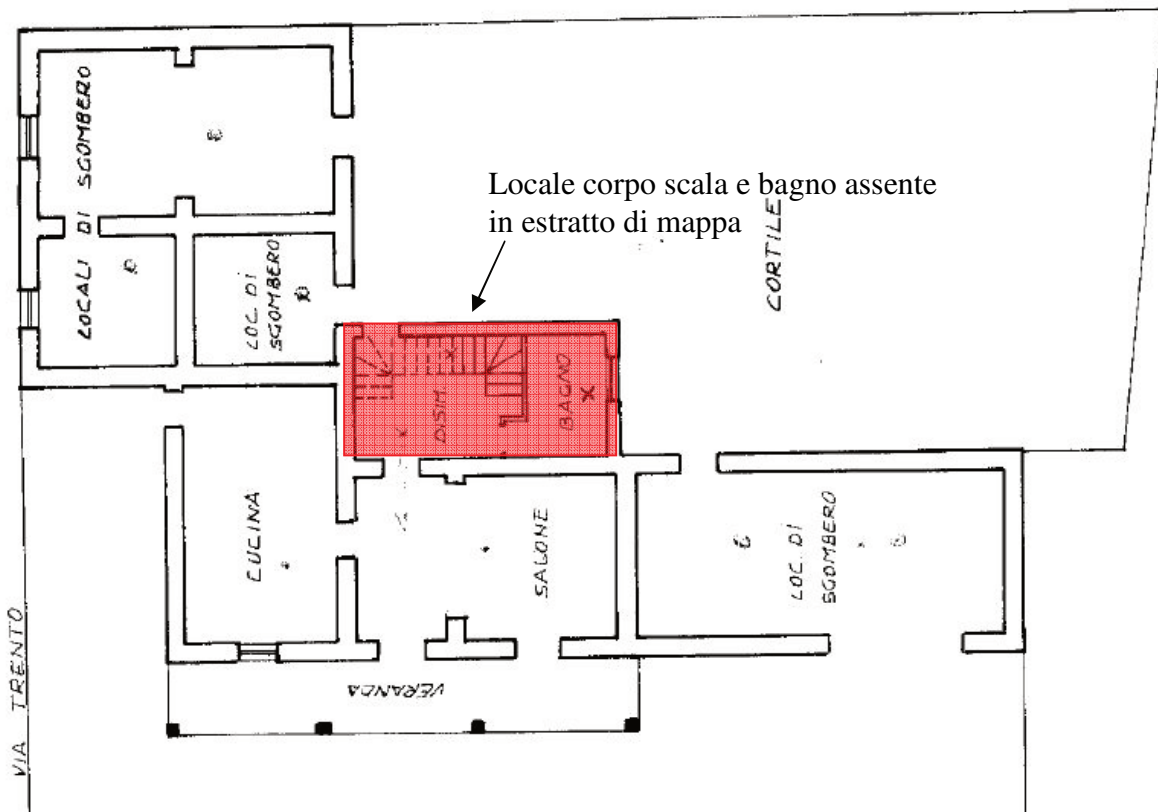 LOCALI DI SGOMBERO
Locale corpo scala e bagno assente
in estratto di mappa
CORTILE
LOC. DI
SGOMBERO
DISIM.
BAGNO
CUCINA
SALONE
LOC. DI
SGOMBERO
VERANDA
VIA TRENTO